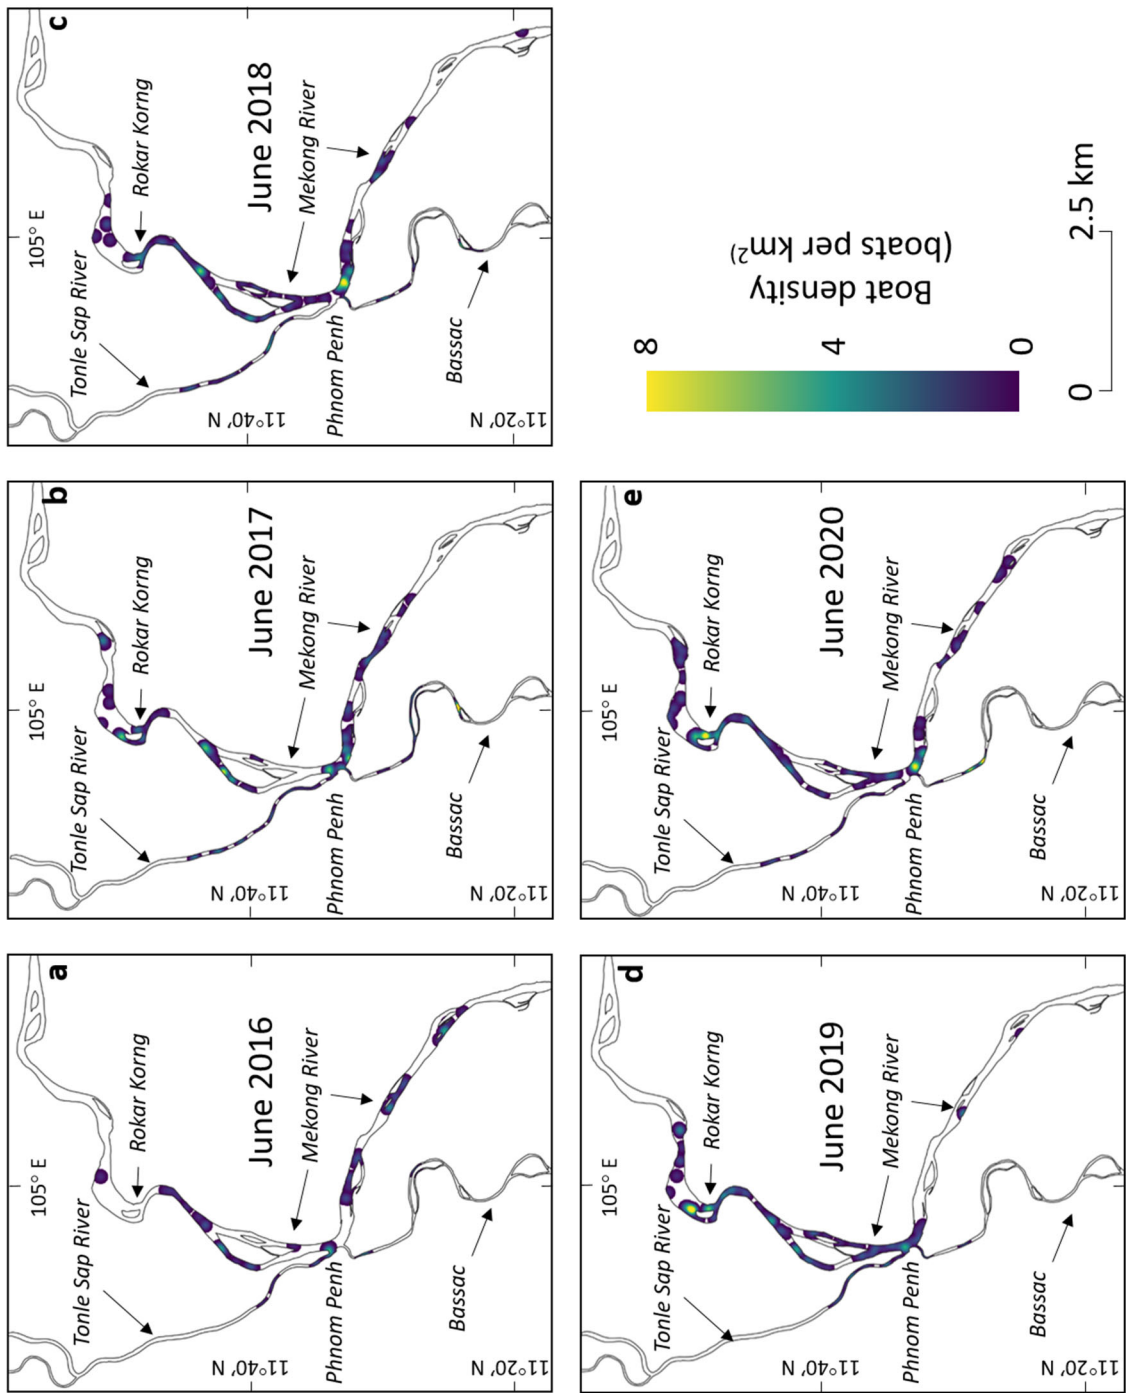 a
105° E
Tonle Sap River
Rokar Korng
June 2016
11°40′ N
Mekong River
Phnom Penh
Bassac
11°20′ N
b
105° E
Tonle Sap River
Rokar Korng
June 2017
11°40′ N
Mekong River
Phnom Penh
Bassac
11°20′ N
c
105° E
Tonle Sap River
Rokar Korng
June 2018
11°40′ N
Mekong River
Phnom Penh
Bassac
11°20′ N
d
105° E
Tonle Sap River
Rokar Korng
June 2019
11°40′ N
Mekong River
Phnom Penh
Bassac
11°20′ N
e
105° E
Tonle Sap River
Rokar Korng
June 2020
11°40′ N
Mekong River
Phnom Penh
Bassac
11°20′ N
8
4
0
Boat density
(boats per km²)
0
2.5 km